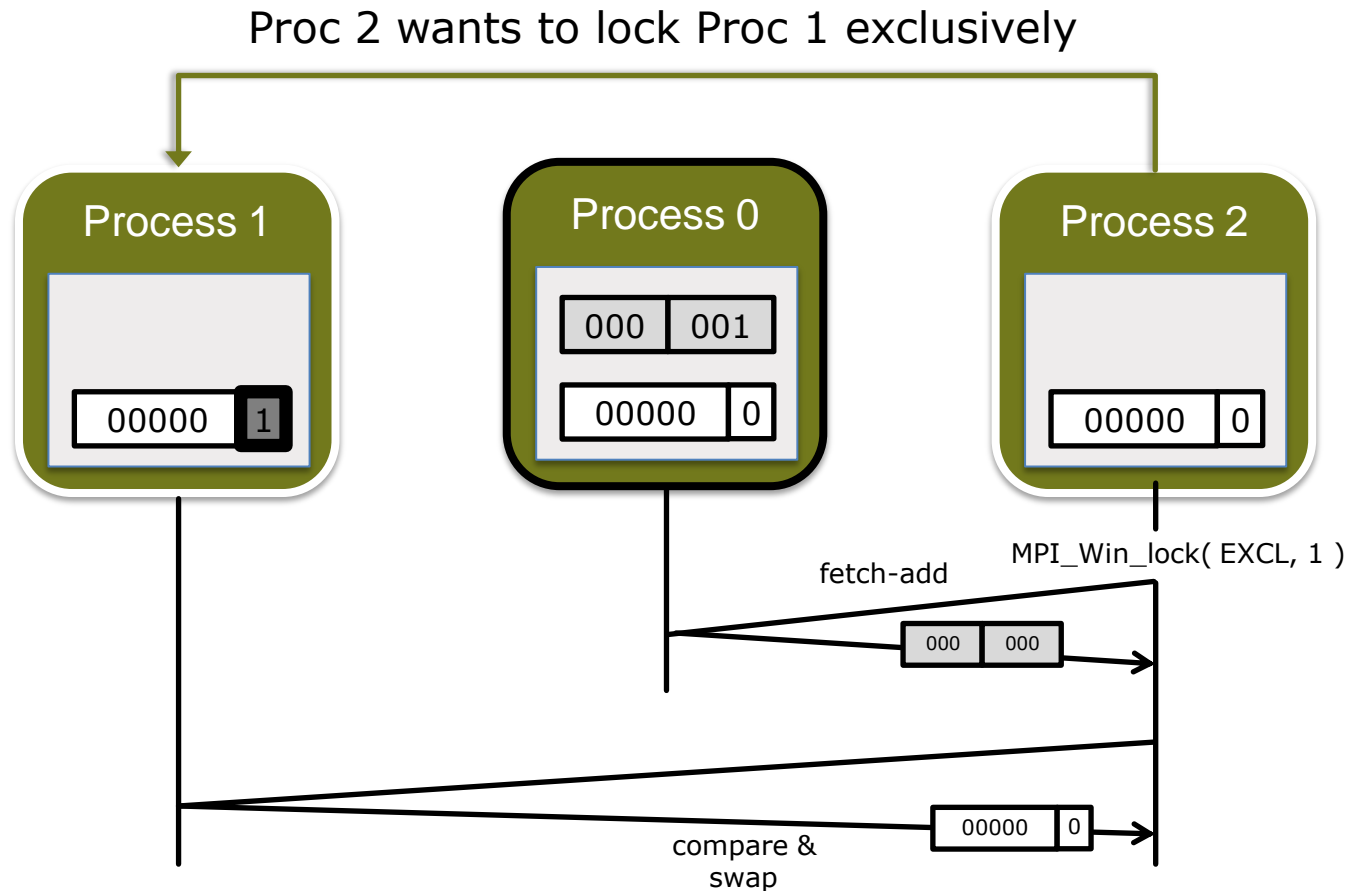 Proc 2 wants to lock Proc 1 exclusively
Process 1
Process 0
Process 2
000 001
00000 1
00000 0
00000 0
MPI_Win_lock( EXCL, 1 )
fetch-add
000 000
00000 0
compare &
swap